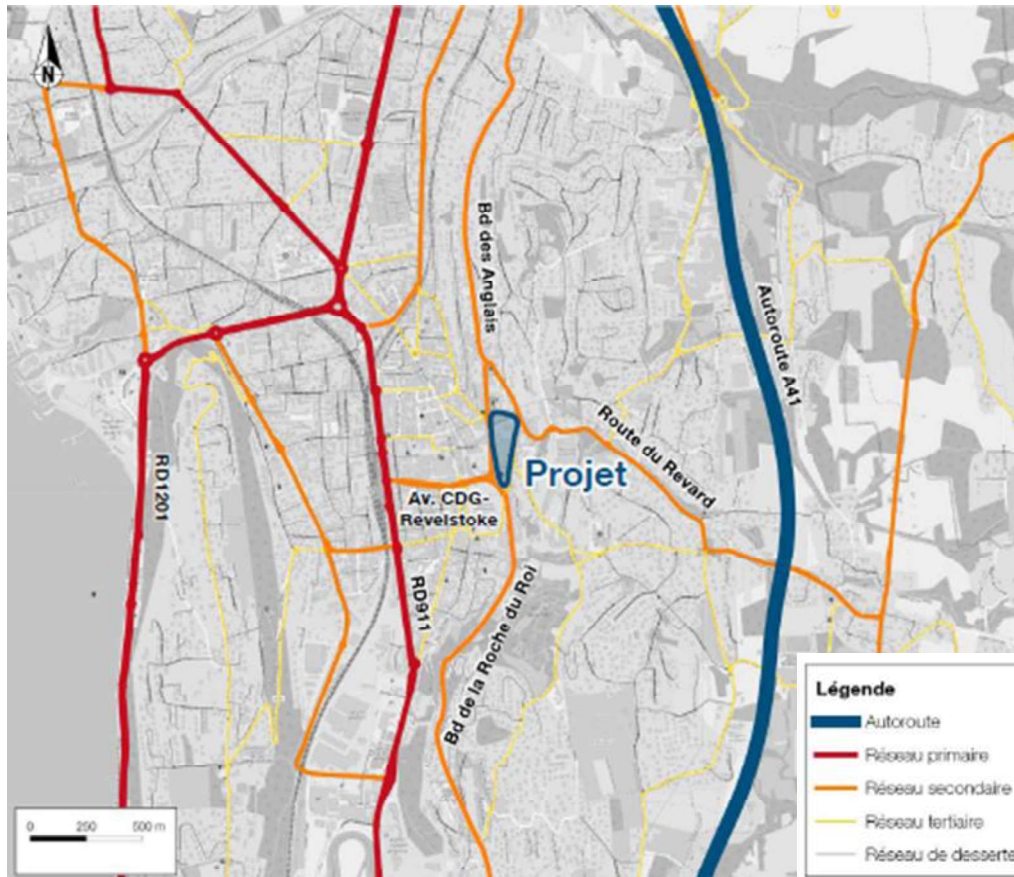 N
Bd des Anglais
Autoroute A41
Route du Revard
Projet
Av. CDG-
Revelstoke
RD1201
RD911
Bd de la Roche du Roi
Légende
Autoroute
Réseau primaire
Réseau secondaire
Réseau tertiaire
Réseau de desserte
0 250 500 m